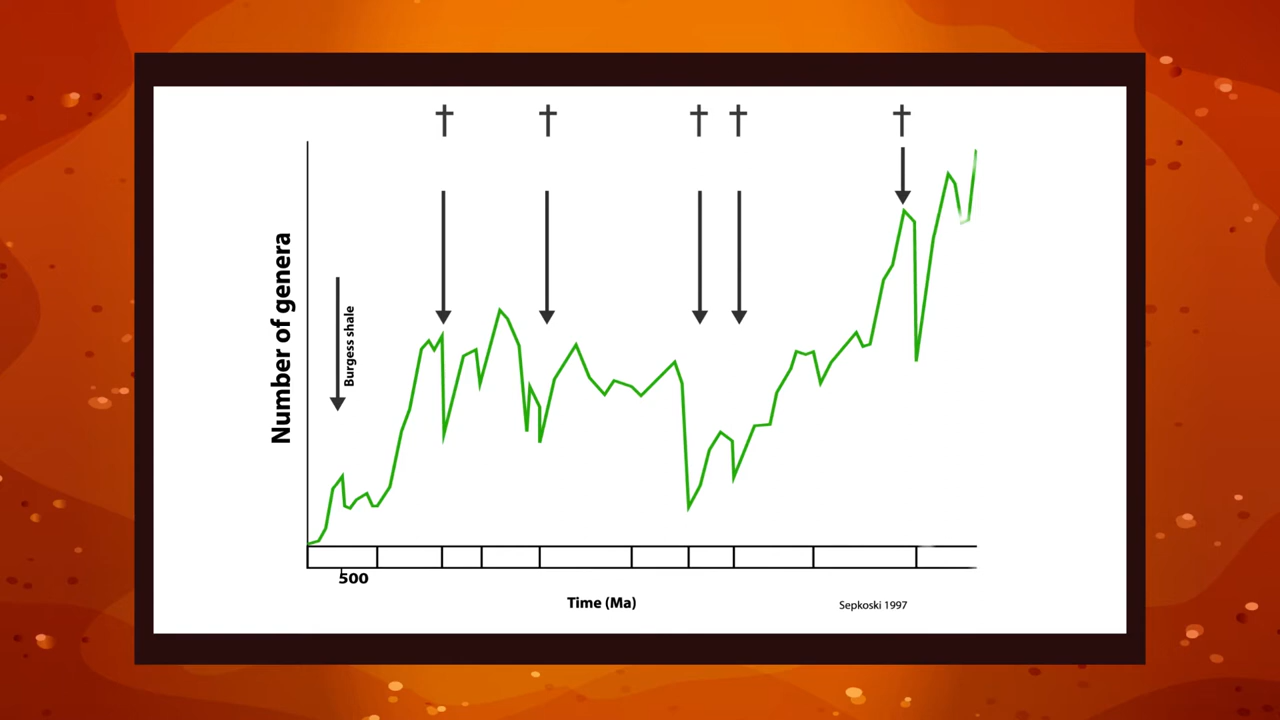 † † † † †
Number of genera
Burgess shale
500
Time (Ma)
Sepkoski 1997